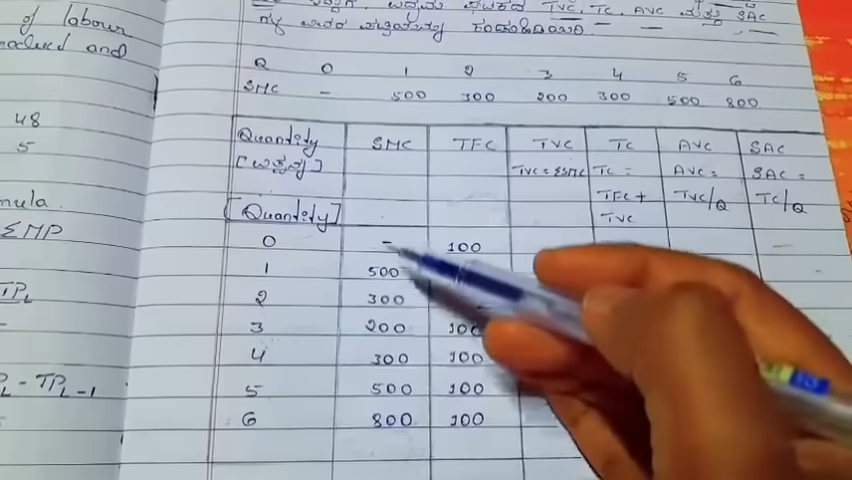 of labour
oduced and
48
5
mula.
ΣMP
TPL
PL - TPL-1
TVC, TC, AVC ಮತ್ತು SAC
Q 0 1 2 3 4 5 6
SMC - 500 300 200 300 500 800
Quantity SMC TFC TVC TC AVC SAC
TVC = ΣSMC TC = AVC = SAC =
TFC + TVC/Q TC/Q
[Quantity] TVC
0 - 100
1 500
2 300
3 200 100
4 300 100
5 500 100
6 800 100